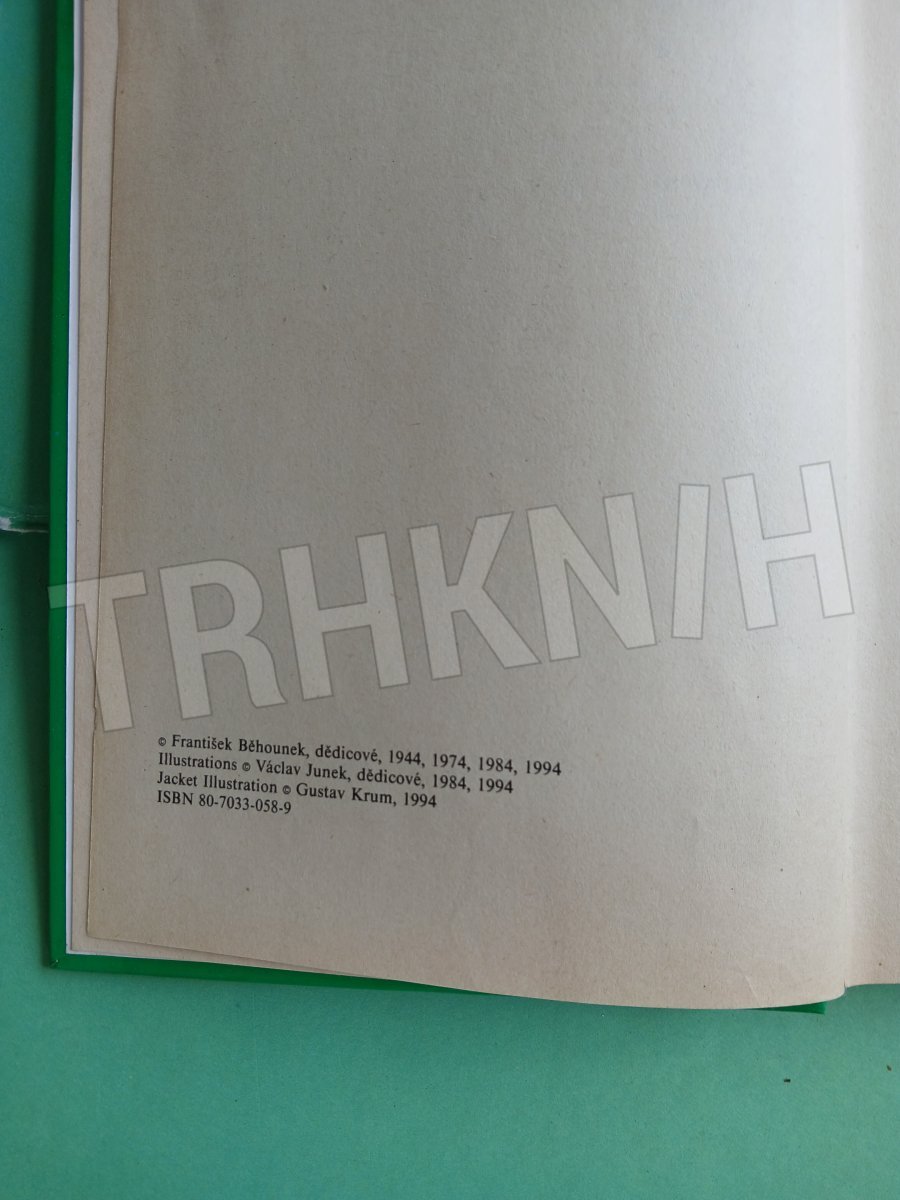 TRHKNIH
© František Běhounek, dědicové, 1944, 1974, 1984, 1994
Illustrations © Václav Junek, dědicové, 1984, 1994
Jacket Illustration © Gustav Krum, 1994
ISBN 80-7033-058-9